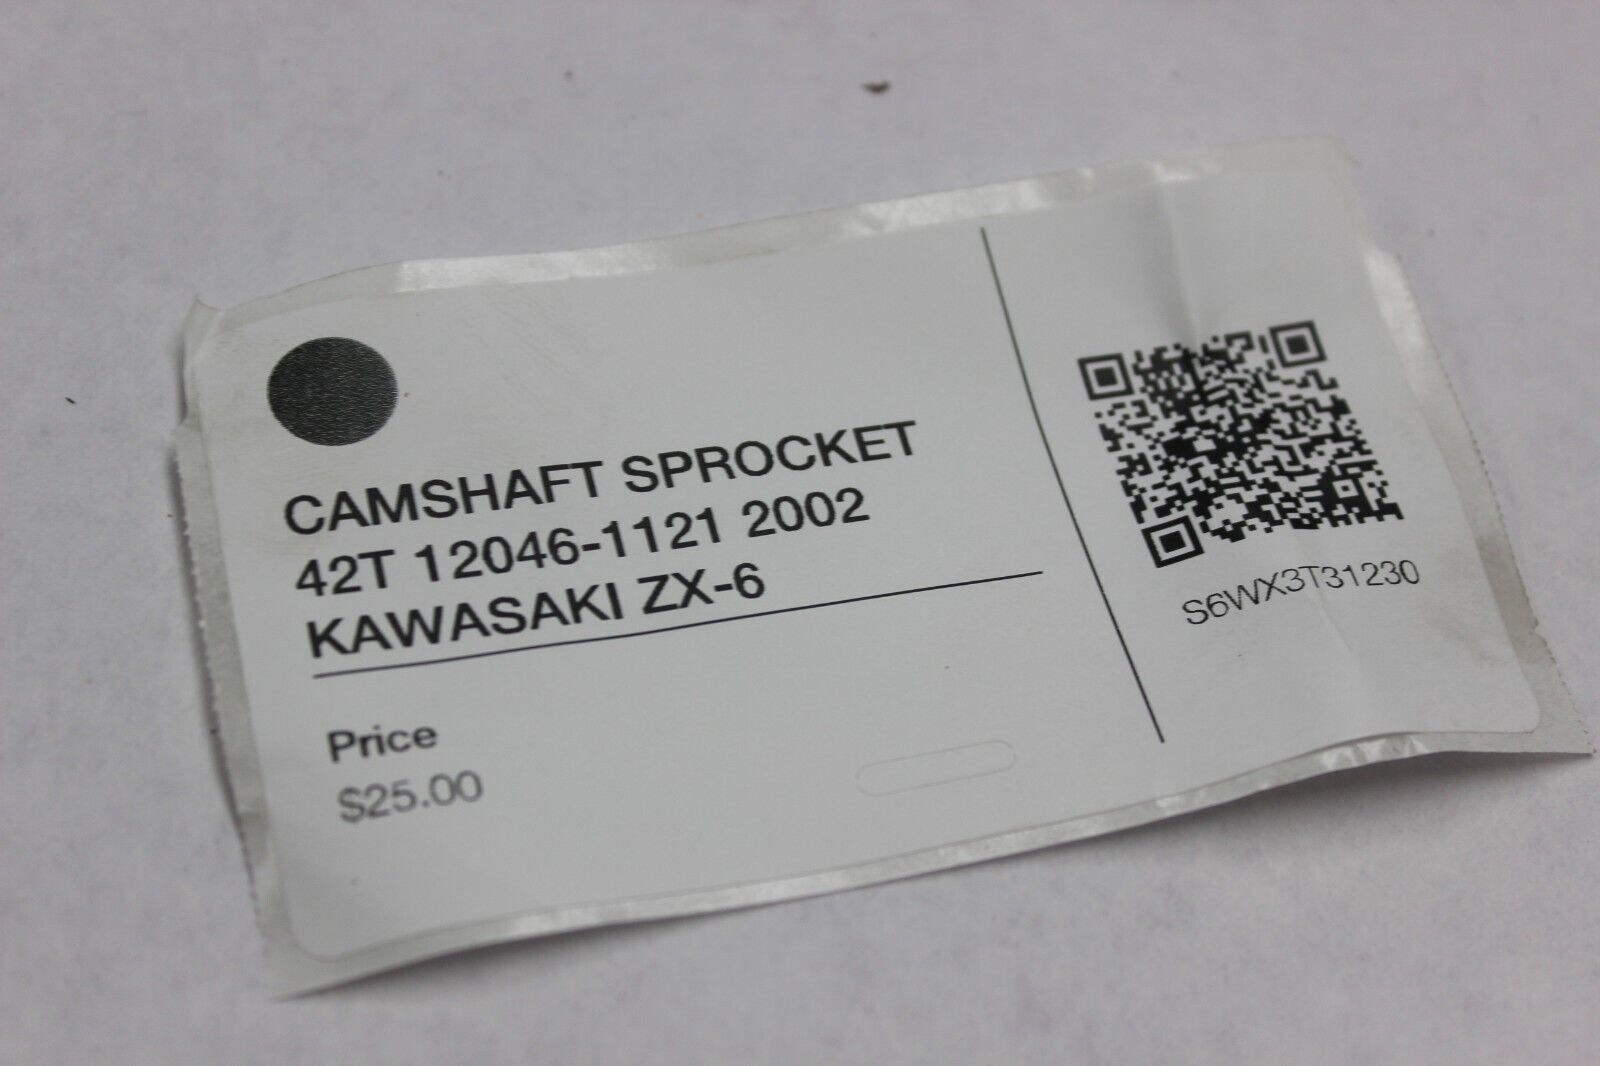 CAMSHAFT SPROCKET
42T 12046-1121 2002
KAWASAKI ZX-6
Price
$25.00
S6WX3T31230